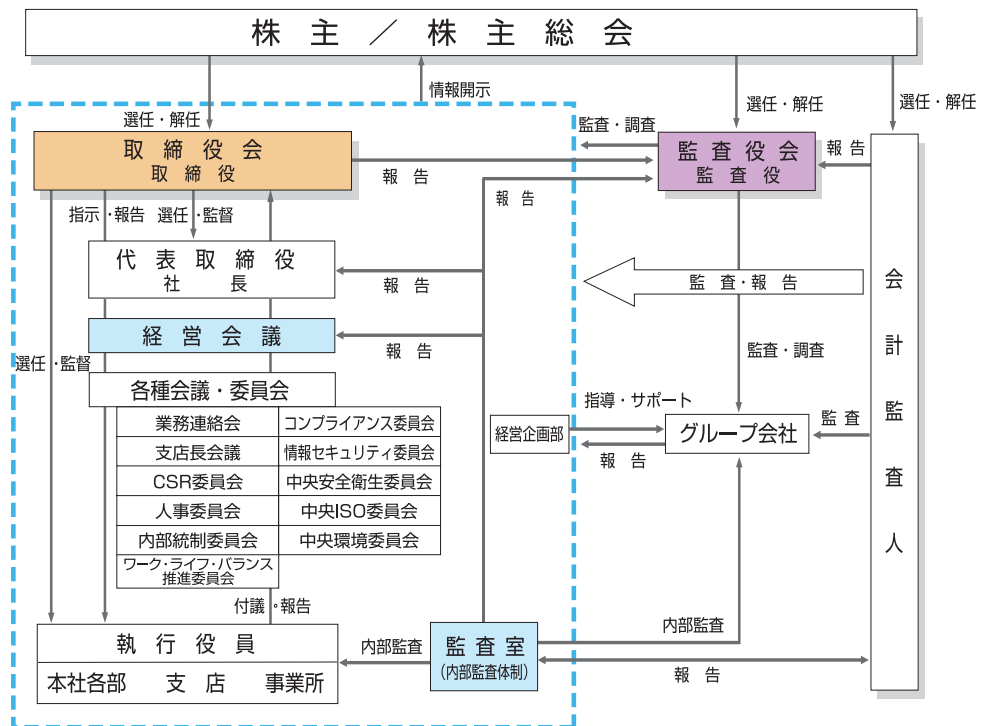 株主／株主総会
情報開示
選任・解任
選任・解任
選任・解任
監査・調査
取締役会
取締役
監査役会
監査役
報告
報告
報告
指示・報告
選任・監督
代表取締役
社長
報告
監査・報告
会計監査人
経営会議
報告
選任・監督
監査・調査
各種会議・委員会
業務連絡会
コンプライアンス委員会
支店長会議
情報セキュリティ委員会
CSR委員会
中央安全衛生委員会
人事委員会
中央ISO委員会
内部統制委員会
中央環境委員会
ワーク・ライフ・バランス
推進委員会
指導・サポート
経営企画部
グループ会社
監査
報告
付議・報告
執行役員
本社各部　支店　事業所
内部監査
監査室
（内部監査体制）
内部監査
報告